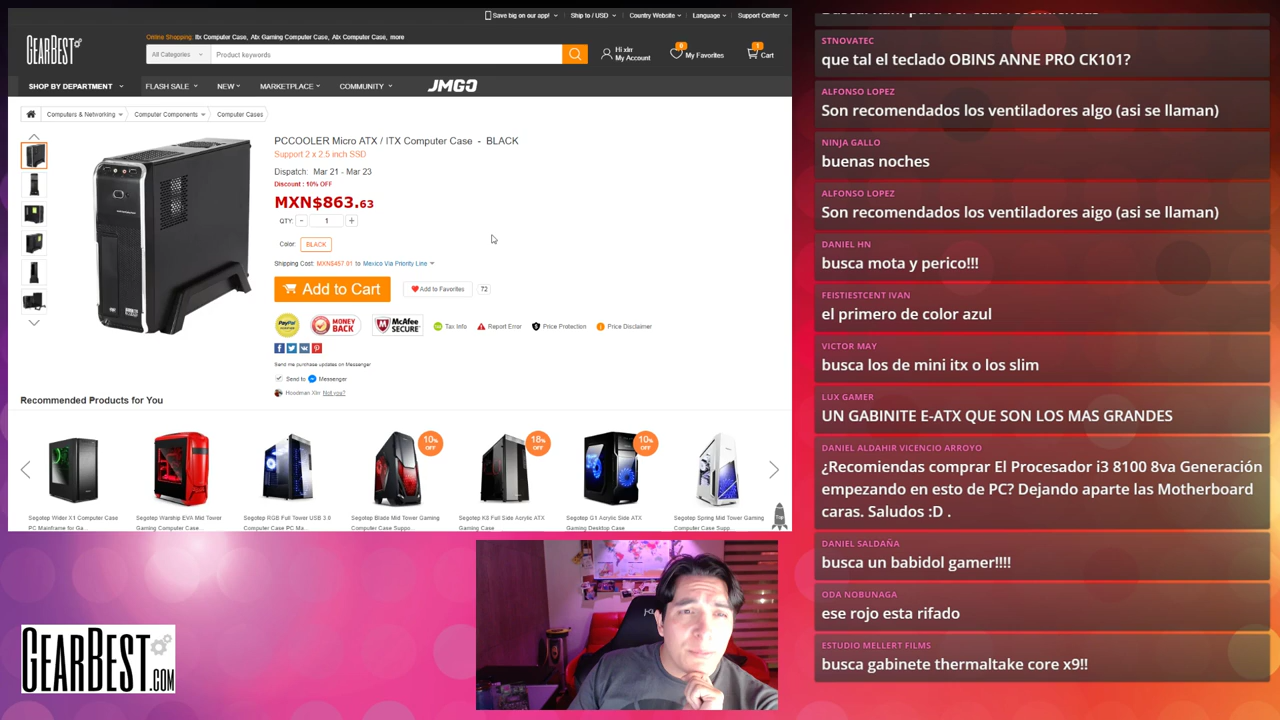 Save big on our app!
Ship to / USD
Country Website
Language
Support Center
GEARBEST
Online Shopping: Itx Computer Case, Atx Gaming Computer Case, Atx Computer Case, more
All Categories
Product keywords
Hi xlrr
My Account
0
My Favorites
1
Cart
SHOP BY DEPARTMENT
FLASH SALE
NEW
MARKETPLACE
COMMUNITY
JMGO
Computers & Networking
Computer Components
Computer Cases
PCCOOLER Micro ATX / ITX Computer Case - BLACK
Support 2 x 2.5 inch SSD
Dispatch: Mar 21 - Mar 23
Discount : 10% OFF
MXN$863.63
QTY: - 1 +
Color: BLACK
Shipping Cost: MXN$457.01 to Mexico Via Priority Line
Add to Cart
Add to Favorites
72
PayPal
MONEY BACK
McAfee SECURE
Tax Info
Report Error
Price Protection
Price Disclaimer
Send me purchase updates on Messenger
Send to Messenger
Hoodman Xlrr Not you?
Recommended Products for You
10% OFF
18% OFF
10% OFF
Segotep Wider X1 Computer Case
PC Mainframe for Ga...
Segotep Warship EVA Mid Tower
Gaming Computer Case...
Segotep RGB Full Tower USB 3.0
Computer Case PC Ma...
Segotep Blade Mid Tower Gaming
Computer Case Suppo...
Segotep K8 Full Side Acrylic ATX
Gaming Case
Segotep G1 Acrylic Side ATX
Gaming Desktop Case
Segotep Spring Mid Tower Gaming
Computer Case Supp...
Top
GEARBEST.COM
STNOVATEC
que tal el teclado OBINS ANNE PRO CK101?
ALFONSO LOPEZ
Son recomendados los ventiladores algo (asi se llaman)
NINJA GALLO
buenas noches
ALFONSO LOPEZ
Son recomendados los ventiladores aigo (asi se llaman)
DANIEL HN
busca mota y perico!!!
FEISTIESTCENT IVAN
el primero de color azul
VICTOR MAY
busca los de mini itx o los slim
LUX GAMER
UN GABINITE E-ATX QUE SON LOS MAS GRANDES
DANIEL ALDAHIR VICENCIO ARROYO
¿Recomiendas comprar El Procesador i3 8100 8va Generación
empezando en esto de PC? Dejando aparte las Motherboard
caras. Saludos :D .
DANIEL SALDAÑA
busca un babidol gamer!!!!
ODA NOBUNAGA
ese rojo esta rifado
ESTUDIO MELLERT FILMS
busca gabinete thermaltake core x9!!